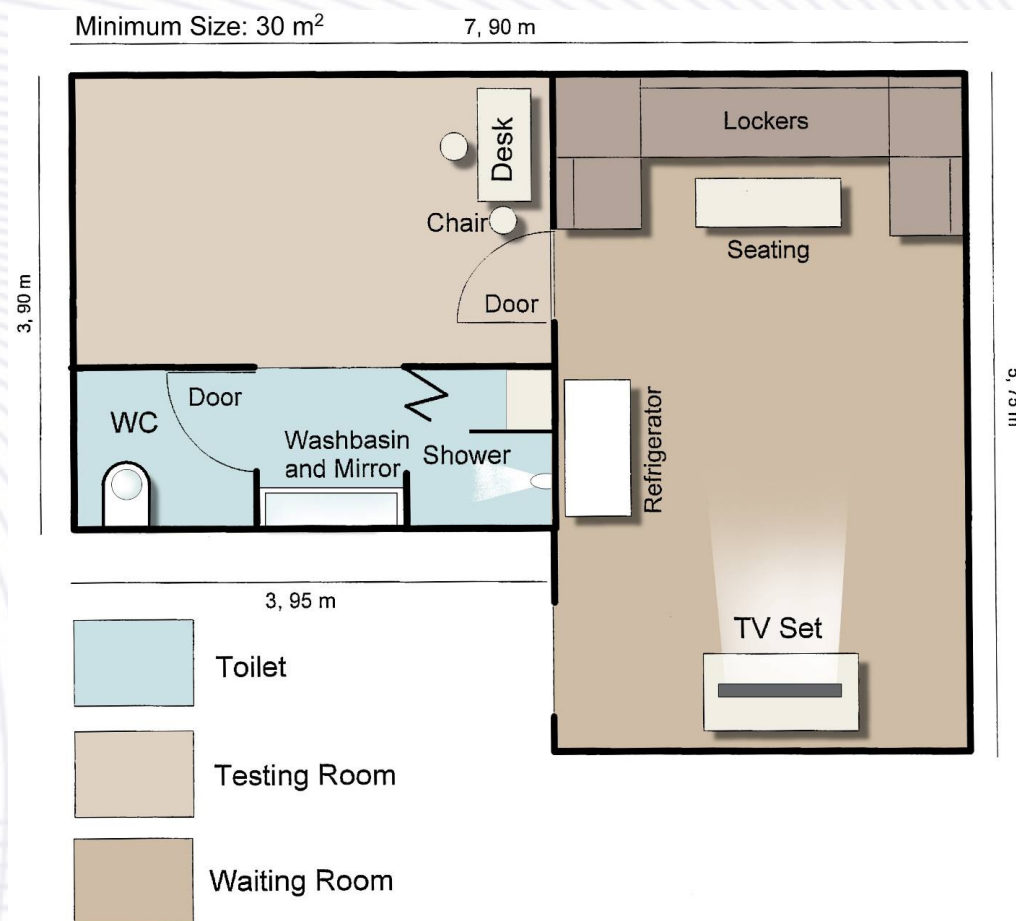 Minimum Size: 30 m²
7, 90 m
Desk
Lockers
Chair
Seating
Door
3, 90 m
Door
WC
Washbasin
and Mirror
Shower
Refrigerator
3, 95 m
TV Set
Toilet
Testing Room
Waiting Room